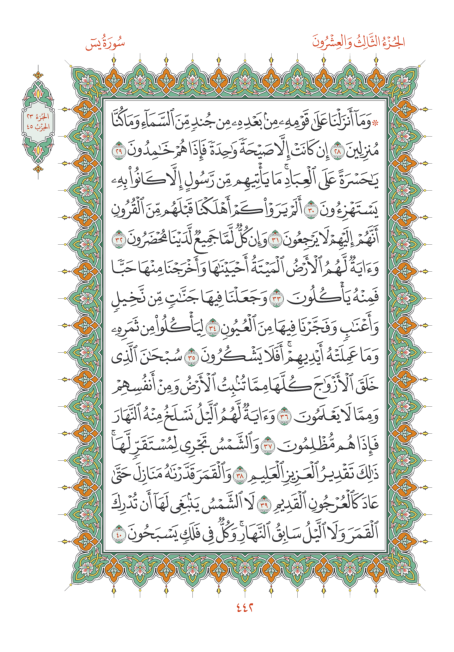 سُورَةُ يسٓ
الجُزْءُ الثَّالِثُ وَالعِشْرُونَ
الجُزْءُ ٢٣
الحِزْبُ ٤٥
۞ وَمَآ أَنزَلْنَا عَلَىٰ قَوْمِهِۦ مِنۢ بَعْدِهِۦ مِن جُندٍ مِّنَ ٱلسَّمَآءِ وَمَا كُنَّا
مُنزِلِينَ ٢٨ إِن كَانَتْ إِلَّا صَيْحَةً وَٰحِدَةً فَإِذَا هُمْ خَٰمِدُونَ ٢٩
يَٰحَسْرَةً عَلَى ٱلْعِبَادِ ۚ مَا يَأْتِيهِم مِّن رَّسُولٍ إِلَّا كَانُوا۟ بِهِۦ
يَسْتَهْزِءُونَ ٣٠ أَلَمْ يَرَوْا۟ كَمْ أَهْلَكْنَا قَبْلَهُم مِّنَ ٱلْقُرُونِ
أَنَّهُمْ إِلَيْهِمْ لَا يَرْجِعُونَ ٣١ وَإِن كُلٌّ لَّمَّا جَمِيعٌ لَّدَيْنَا مُحْضَرُونَ ٣٢
وَءَايَةٌ لَّهُمُ ٱلْأَرْضُ ٱلْمَيْتَةُ أَحْيَيْنَٰهَا وَأَخْرَجْنَا مِنْهَا حَبًّا
فَمِنْهُ يَأْكُلُونَ ٣٣ وَجَعَلْنَا فِيهَا جَنَّٰتٍ مِّن نَّخِيلٍ
وَأَعْنَٰبٍ وَفَجَّرْنَا فِيهَا مِنَ ٱلْعُيُونِ ٣٤ لِيَأْكُلُوا۟ مِن ثَمَرِهِۦ
وَمَا عَمِلَتْهُ أَيْدِيهِمْ ۖ أَفَلَا يَشْكُرُونَ ٣٥ سُبْحَٰنَ ٱلَّذِى
خَلَقَ ٱلْأَزْوَٰجَ كُلَّهَا مِمَّا تُنۢبِتُ ٱلْأَرْضُ وَمِنْ أَنفُسِهِمْ
وَمِمَّا لَا يَعْلَمُونَ ٣٦ وَءَايَةٌ لَّهُمُ ٱلَّيْلُ نَسْلَخُ مِنْهُ ٱلنَّهَارَ
فَإِذَا هُم مُّظْلِمُونَ ٣٧ وَٱلشَّمْسُ تَجْرِى لِمُسْتَقَرٍّ لَّهَا ۚ
ذَٰلِكَ تَقْدِيرُ ٱلْعَزِيزِ ٱلْعَلِيمِ ٣٨ وَٱلْقَمَرَ قَدَّرْنَٰهُ مَنَازِلَ حَتَّىٰ
عَادَ كَٱلْعُرْجُونِ ٱلْقَدِيمِ ٣٩ لَا ٱلشَّمْسُ يَنۢبَغِى لَهَآ أَن تُدْرِكَ
ٱلْقَمَرَ وَلَا ٱلَّيْلُ سَابِقُ ٱلنَّهَارِ ۚ وَكُلٌّ فِى فَلَكٍ يَسْبَحُونَ ٤٠
٤٤٢